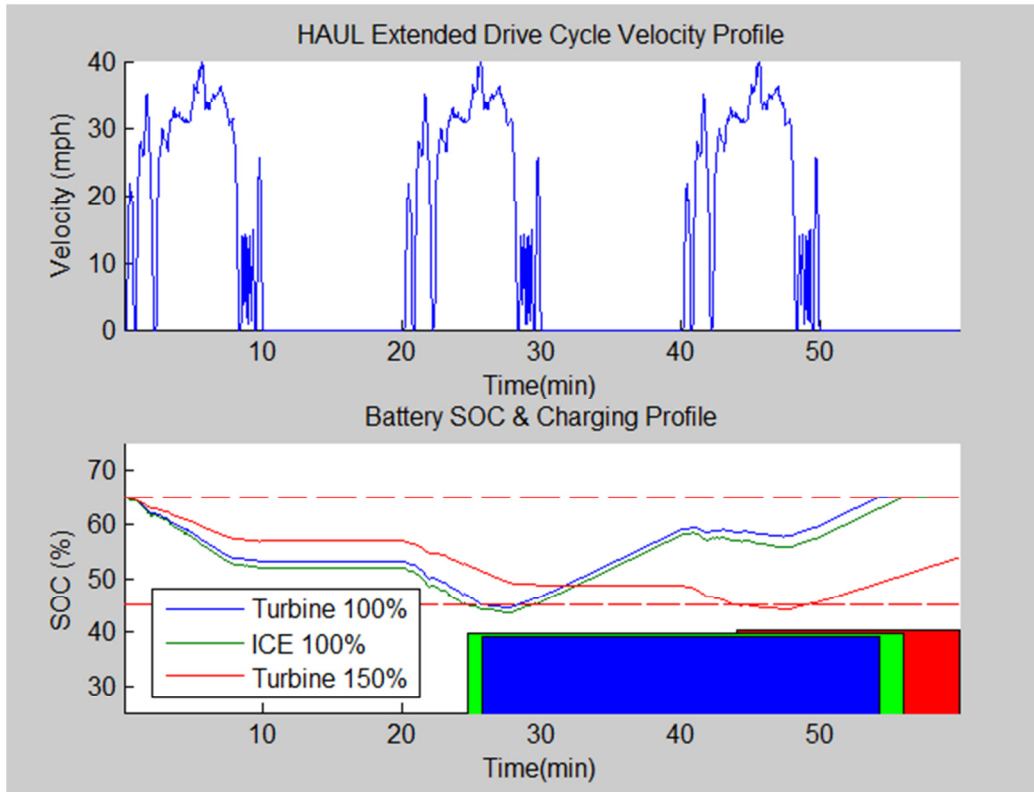 HAUL Extended Drive Cycle Velocity Profile
40
30
20
10
0
Velocity (mph)
10 20 30 40 50
Time(min)
Battery SOC & Charging Profile
70
60
50
40
30
SOC (%)
Turbine 100%
ICE 100%
Turbine 150%
10 20 30 40 50
Time(min)